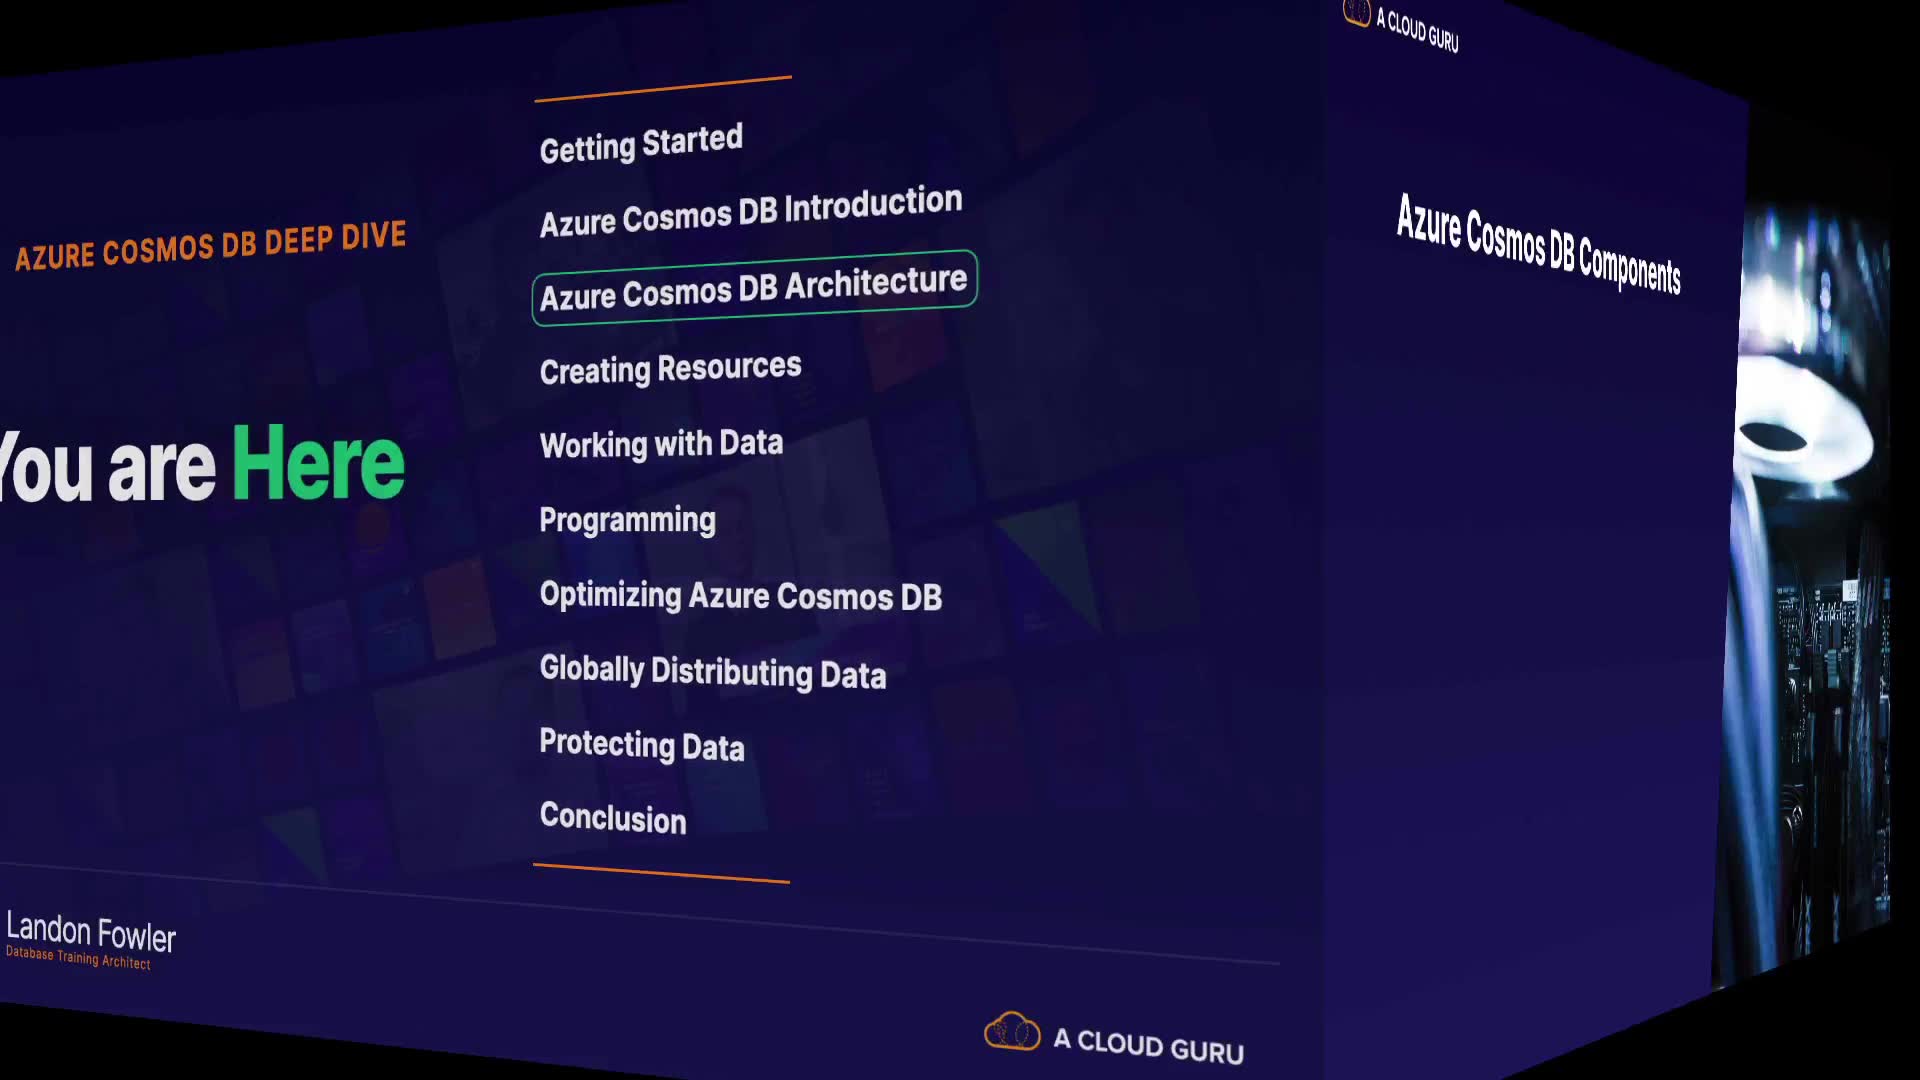 AZURE COSMOS DB DEEP DIVE
You are Here
Getting Started
Azure Cosmos DB Introduction
Azure Cosmos DB Architecture
Creating Resources
Working with Data
Programming
Optimizing Azure Cosmos DB
Globally Distributing Data
Protecting Data
Conclusion
Landon Fowler
Database Training Architect
A CLOUD GURU
A CLOUD GURU
Azure Cosmos DB Components